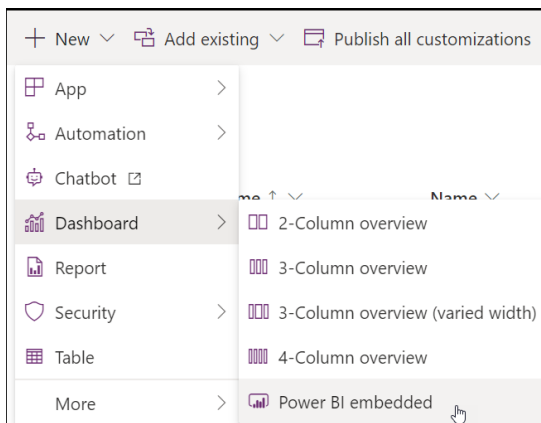 New Add existing Publish all customizations
App
Automation
Chatbot
me Name
Dashboard
2-Column overview
Report
3-Column overview
Security
3-Column overview (varied width)
Table
4-Column overview
More
Power BI embedded